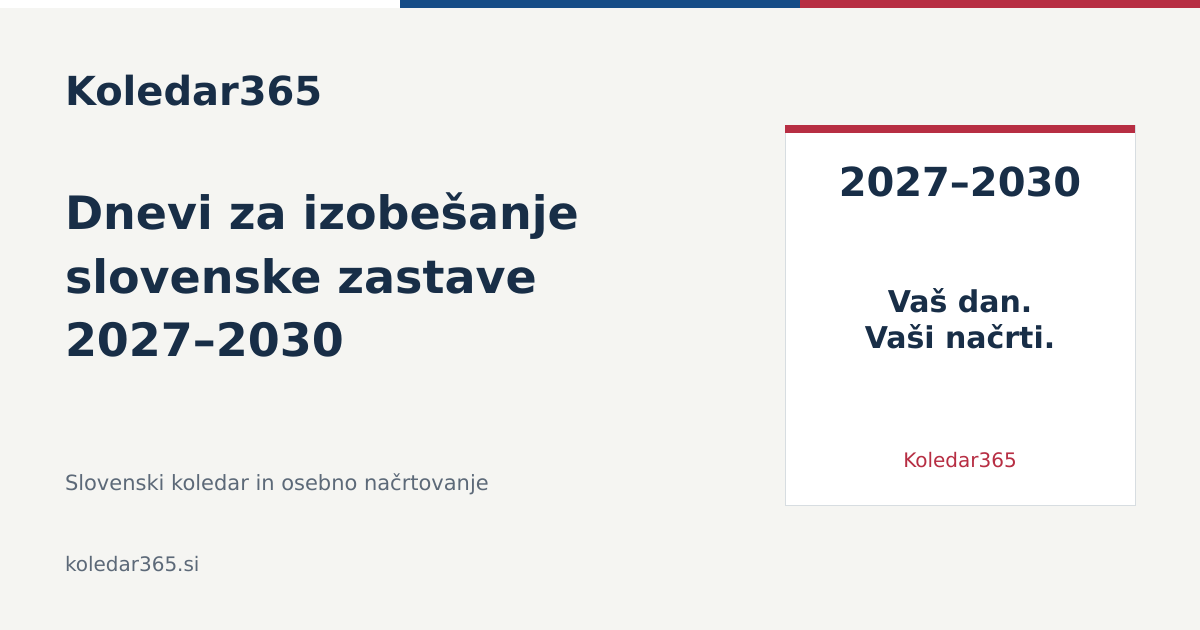 Koledar365
Dnevi za izobešanje
slovenske zastave
2027–2030
Slovenski koledar in osebno načrtovanje
koledar365.si
2027–2030
Vaš dan.
Vaši načrti.
Koledar365